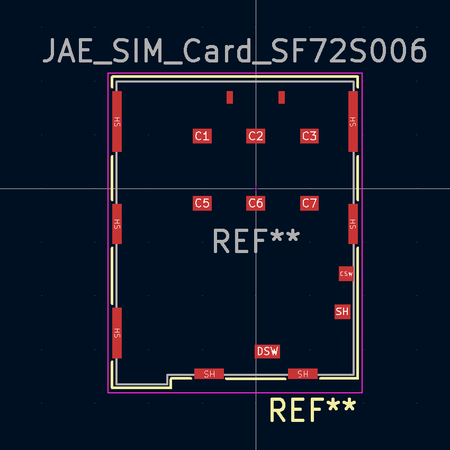 JAE_SIM_Card_SF72S006
SH SH
C1 C2 C3
C5 C6 C7
SH SH
REF**
CSW
SH
SH
DSW
SH SH
REF**